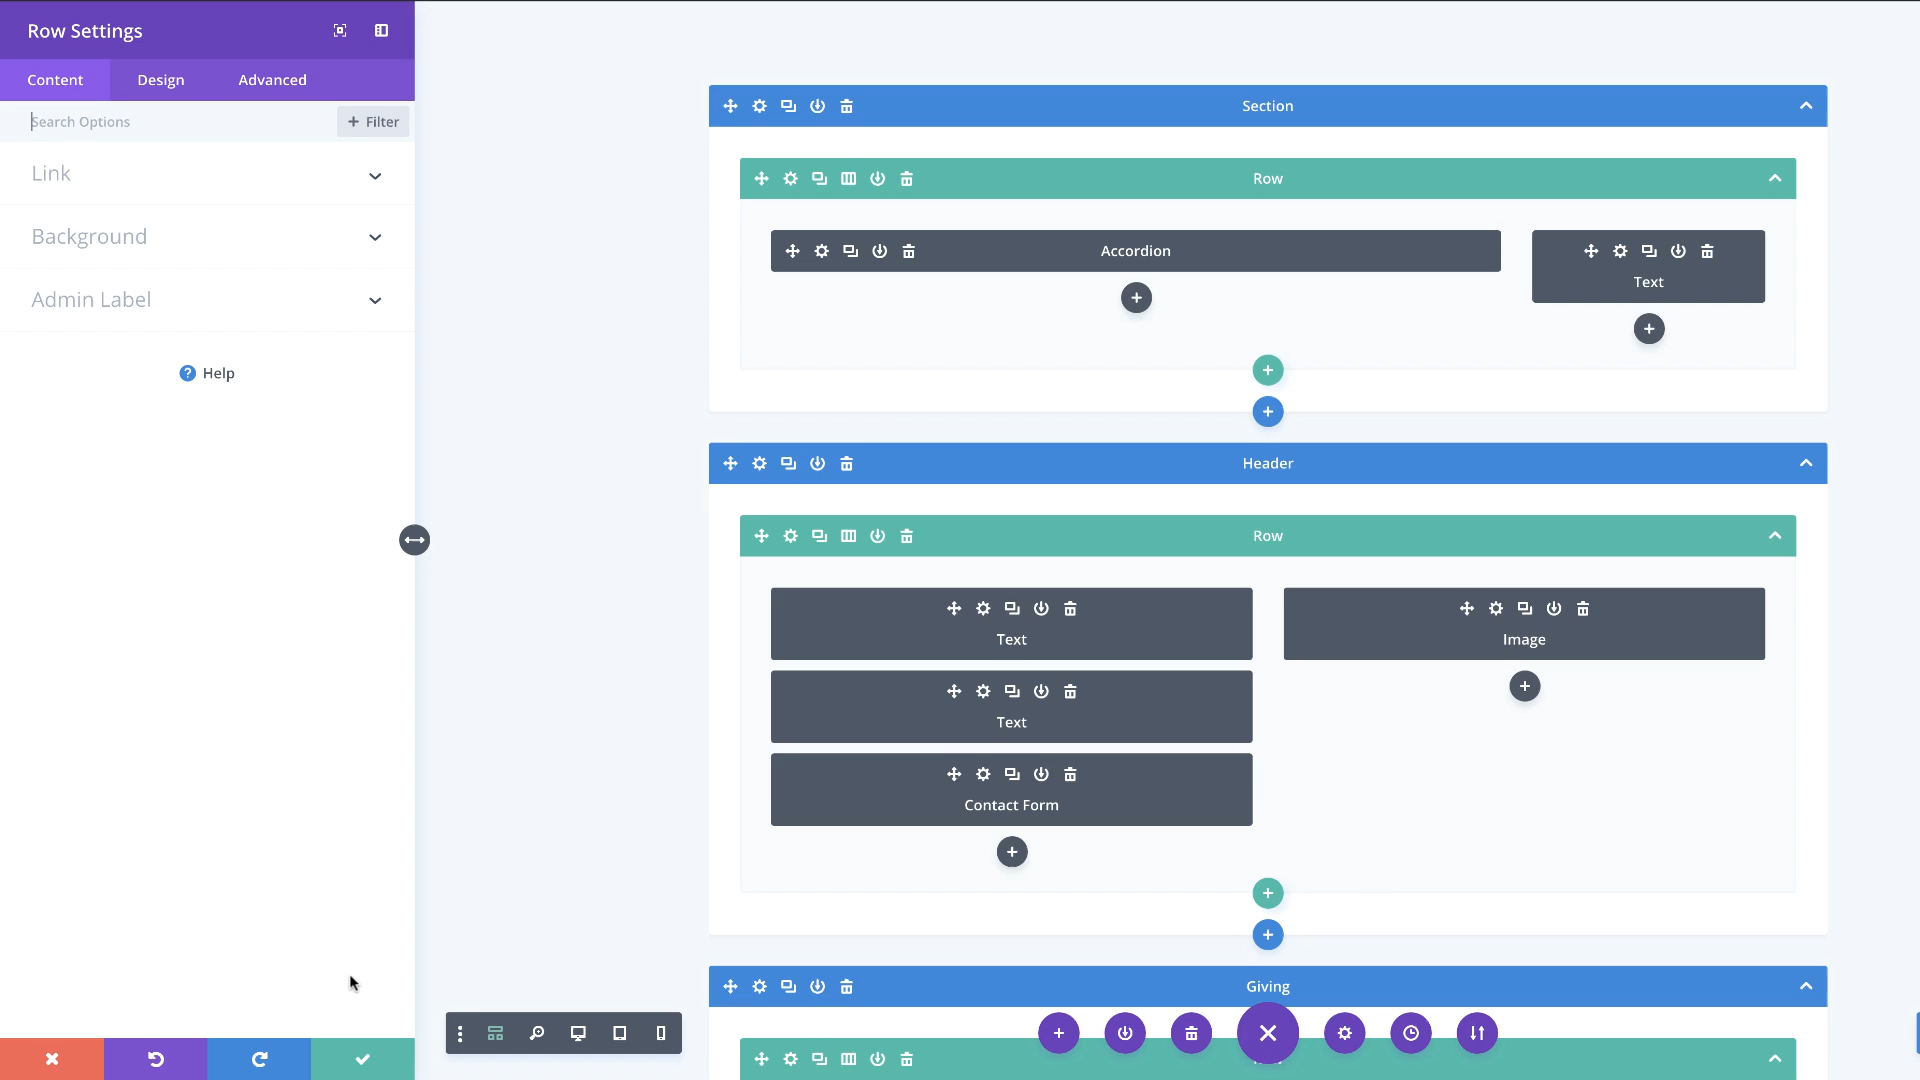 Row Settings
Content Design Advanced
Search Options
+ Filter
Link
Background
Admin Label
? Help
Section
Row
Accordion
Text
Header
Row
Text
Image
Text
Contact Form
Giving